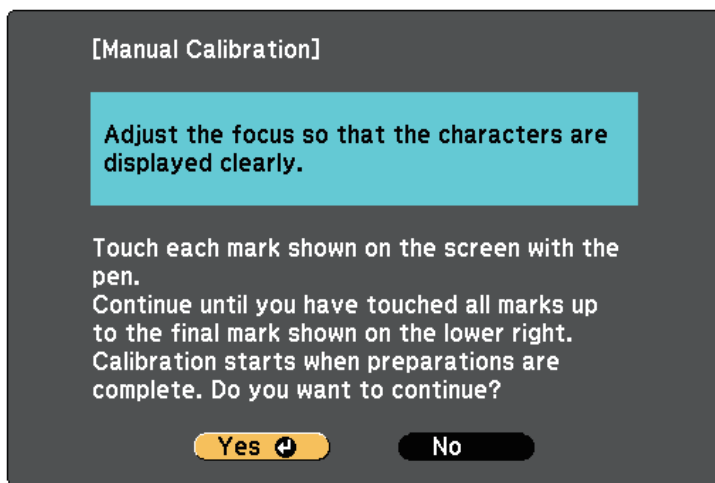 [Manual Calibration]
Adjust the focus so that the characters are
displayed clearly.
Touch each mark shown on the screen with the
pen.
Continue until you have touched all marks up
to the final mark shown on the lower right.
Calibration starts when preparations are
complete. Do you want to continue?
Yes No